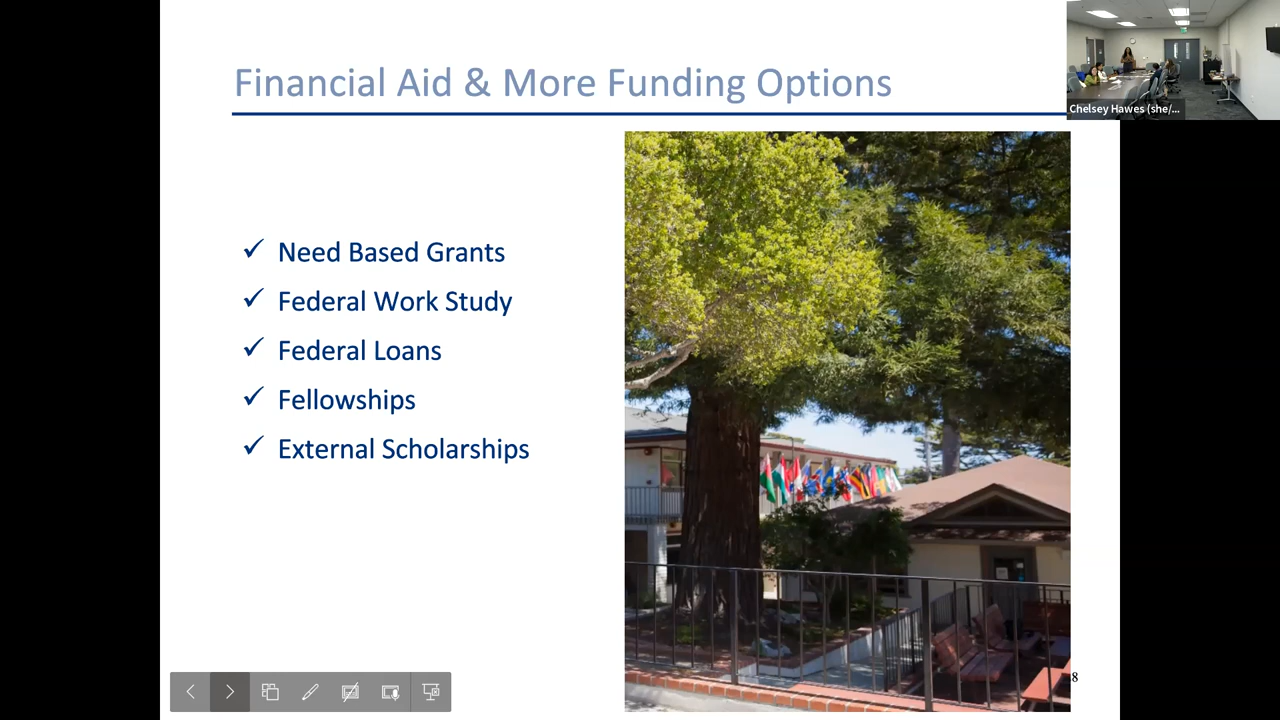 Financial Aid & More Funding Options
Chelsey Hawes (she/...
✓ Need Based Grants
✓ Federal Work Study
✓ Federal Loans
✓ Fellowships
✓ External Scholarships
8